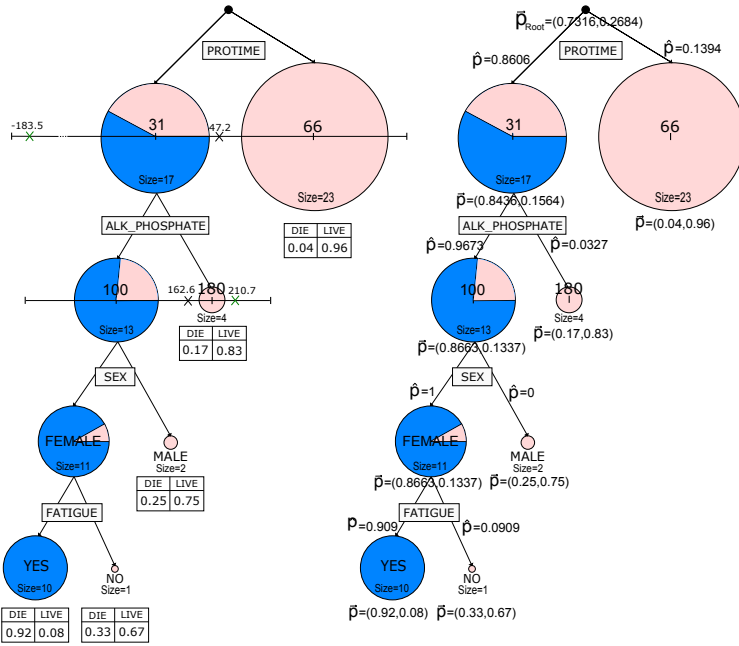 PROTIME
-183.5
31
47.2
66
Size=17
Size=23
DIE LIVE
0.04 0.96
ALK_PHOSPHATE
100
162.6
180
210.7
Size=4
Size=13
DIE LIVE
0.17 0.83
SEX
FEMALE
Size=11
MALE
Size=2
DIE LIVE
0.25 0.75
FATIGUE
YES
Size=10
NO
Size=1
DIE LIVE
0.92 0.08
DIE LIVE
0.33 0.67
p⃗Root=(0.7316,0.2684)
PROTIME
p̂=0.8606
p̂=0.1394
31
66
Size=17
Size=23
p⃗=(0.8436,0.1564)
p⃗=(0.04,0.96)
ALK_PHOSPHATE
p̂=0.9673
p̂=0.0327
100
180
Size=4
Size=13
p⃗=(0.17,0.83)
p⃗=(0.8663,0.1337)
SEX
p̂=1
p̂=0
FEMALE
Size=11
MALE
Size=2
p⃗=(0.8663,0.1337)
p⃗=(0.25,0.75)
FATIGUE
p=0.909
p̂=0.0909
YES
Size=10
NO
Size=1
p⃗=(0.92,0.08)
p⃗=(0.33,0.67)